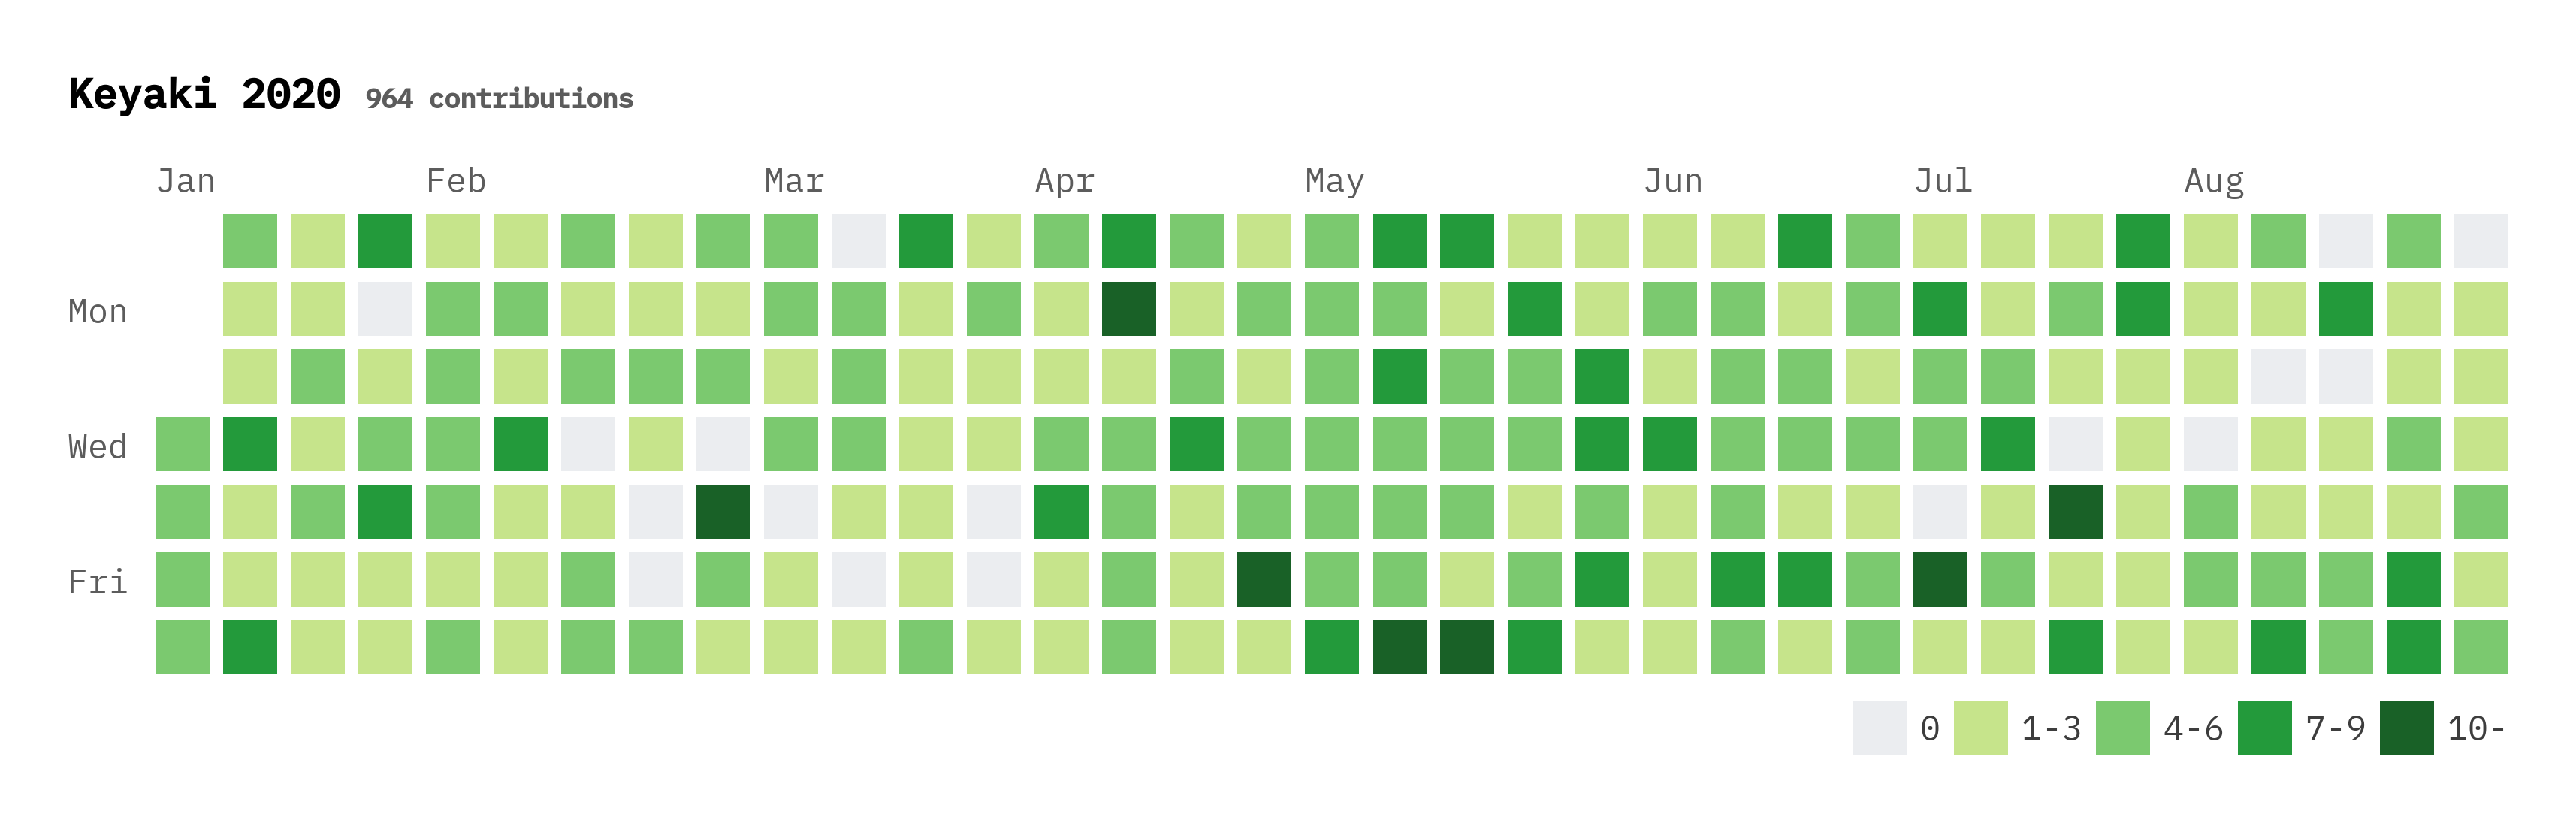 Keyaki 2020 964 contributions
Jan Feb Mar Apr May Jun Jul Aug
Mon
Wed
Fri
0 1-3 4-6 7-9 10-